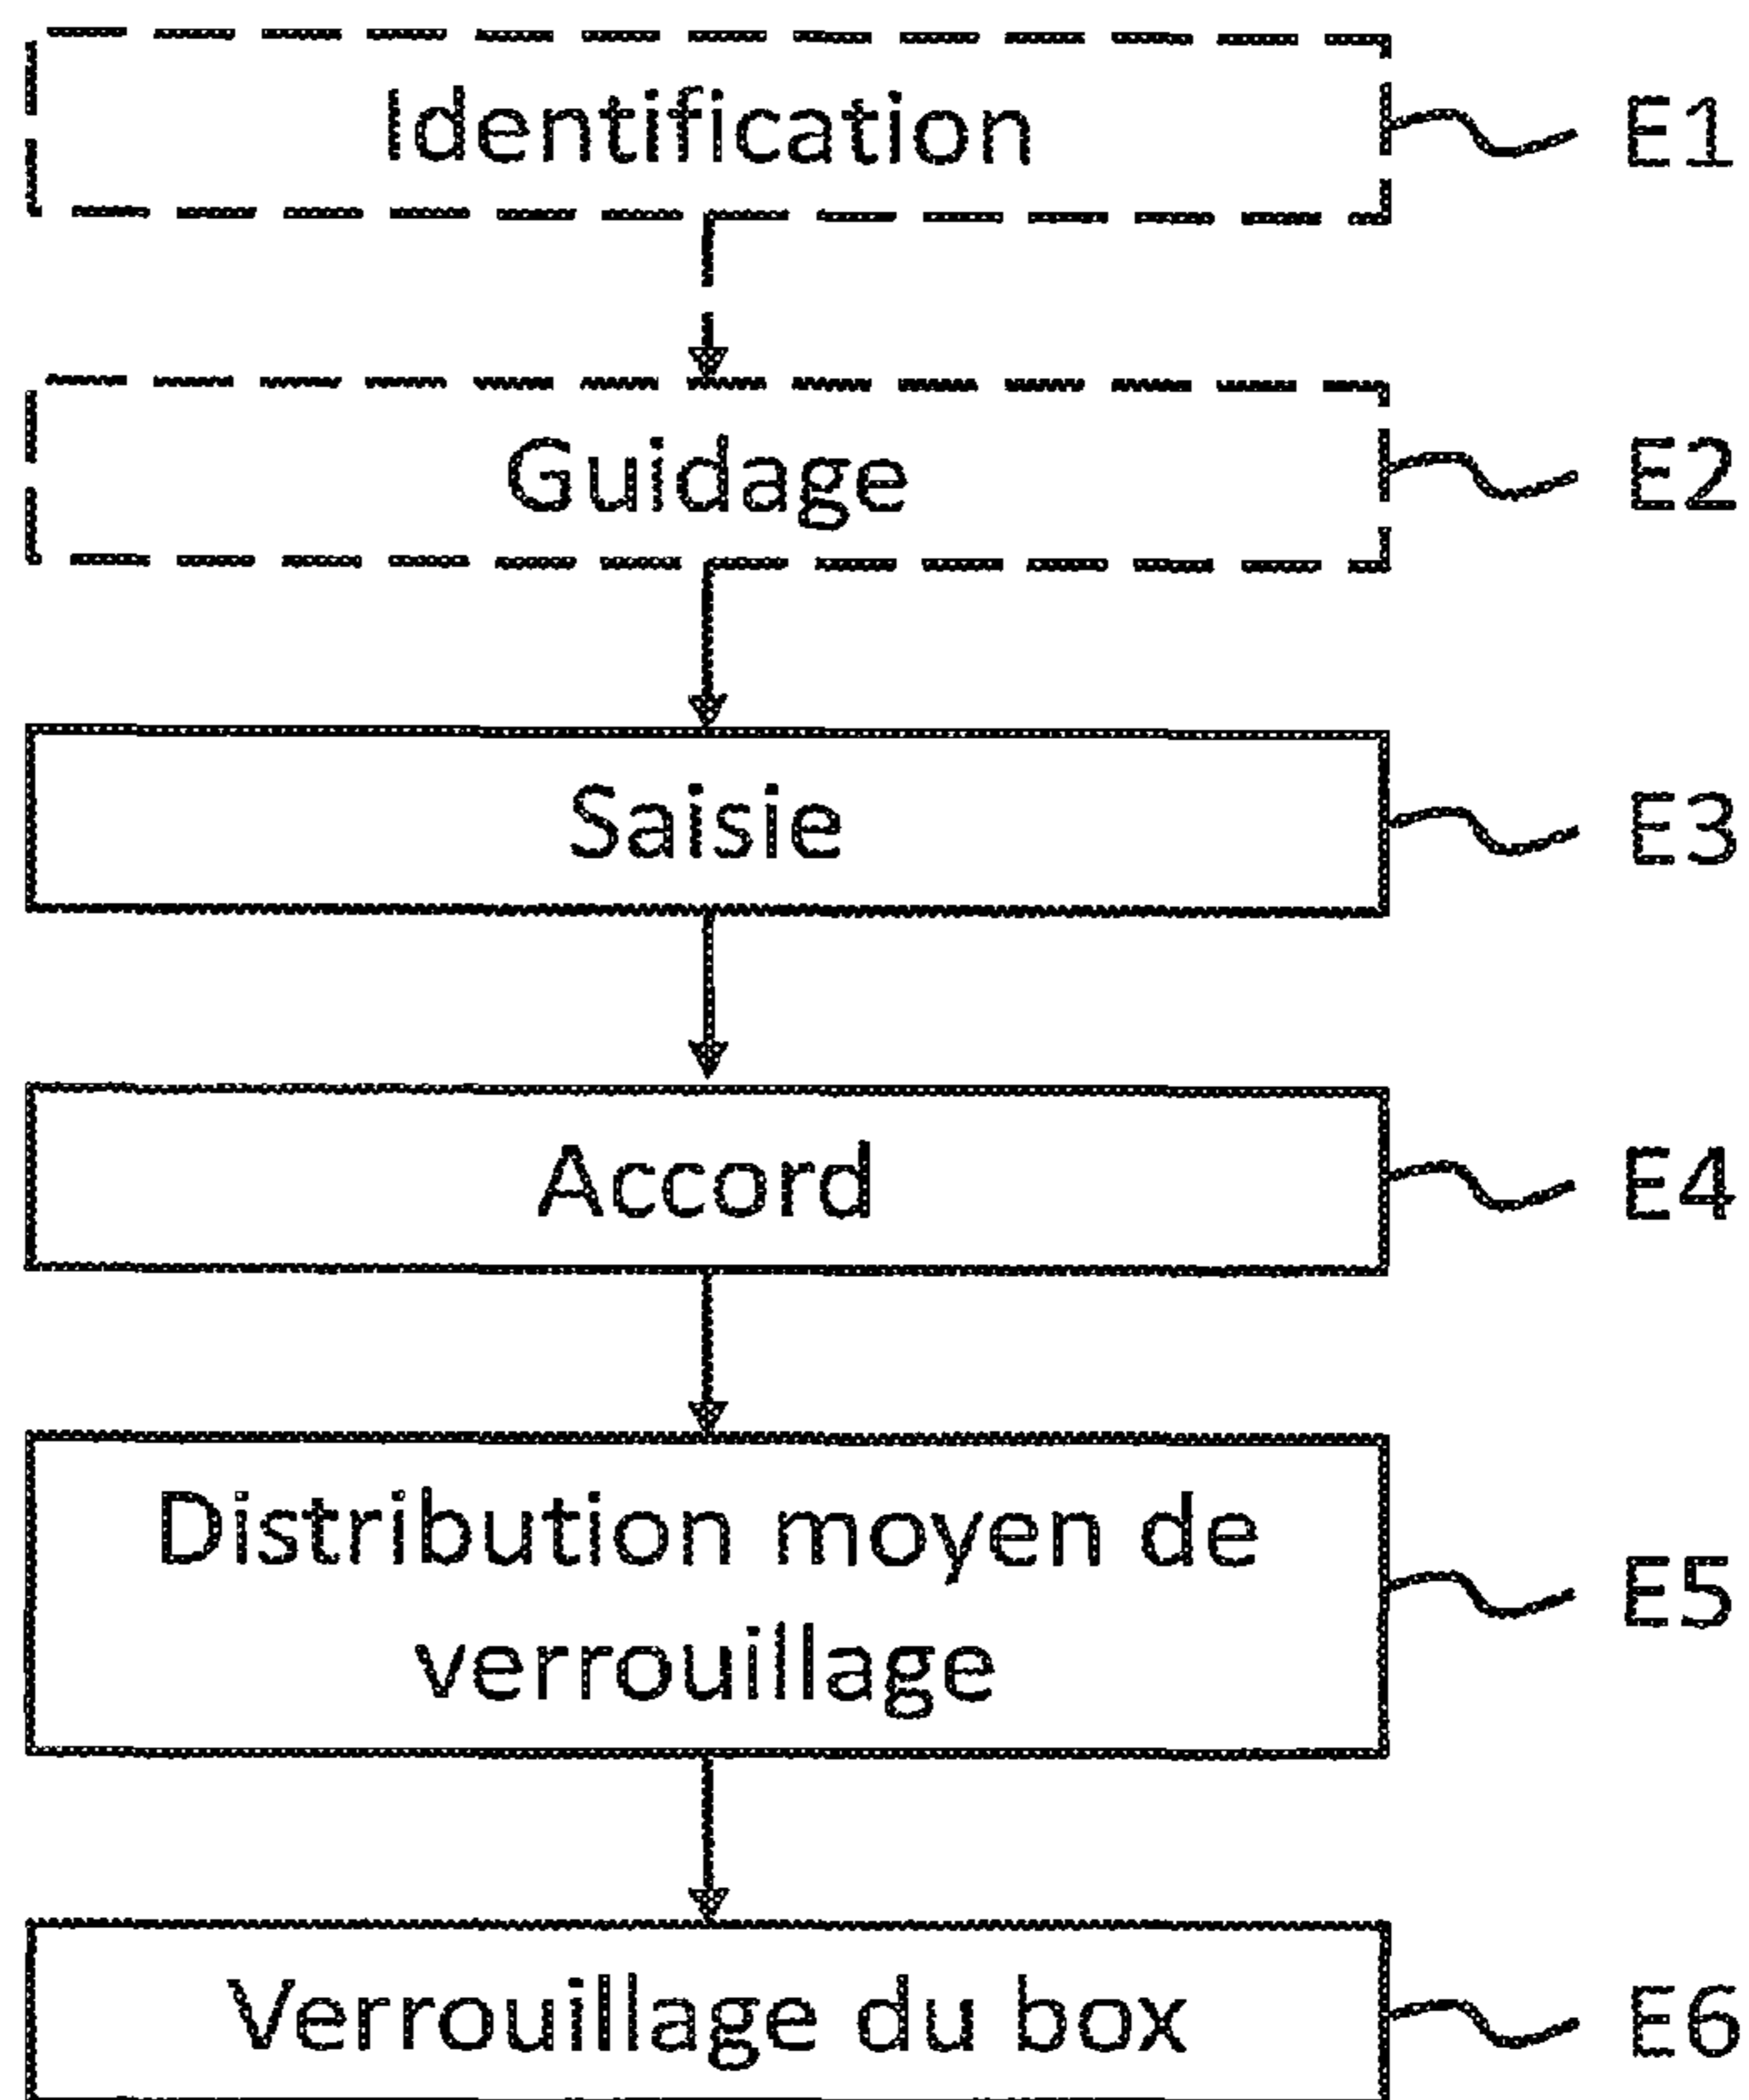 Identification
E1
Guidage
E2
Saisie
E3
Accord
E4
Distribution moyen de
verrouillage
E5
Verrouillage du box
E6